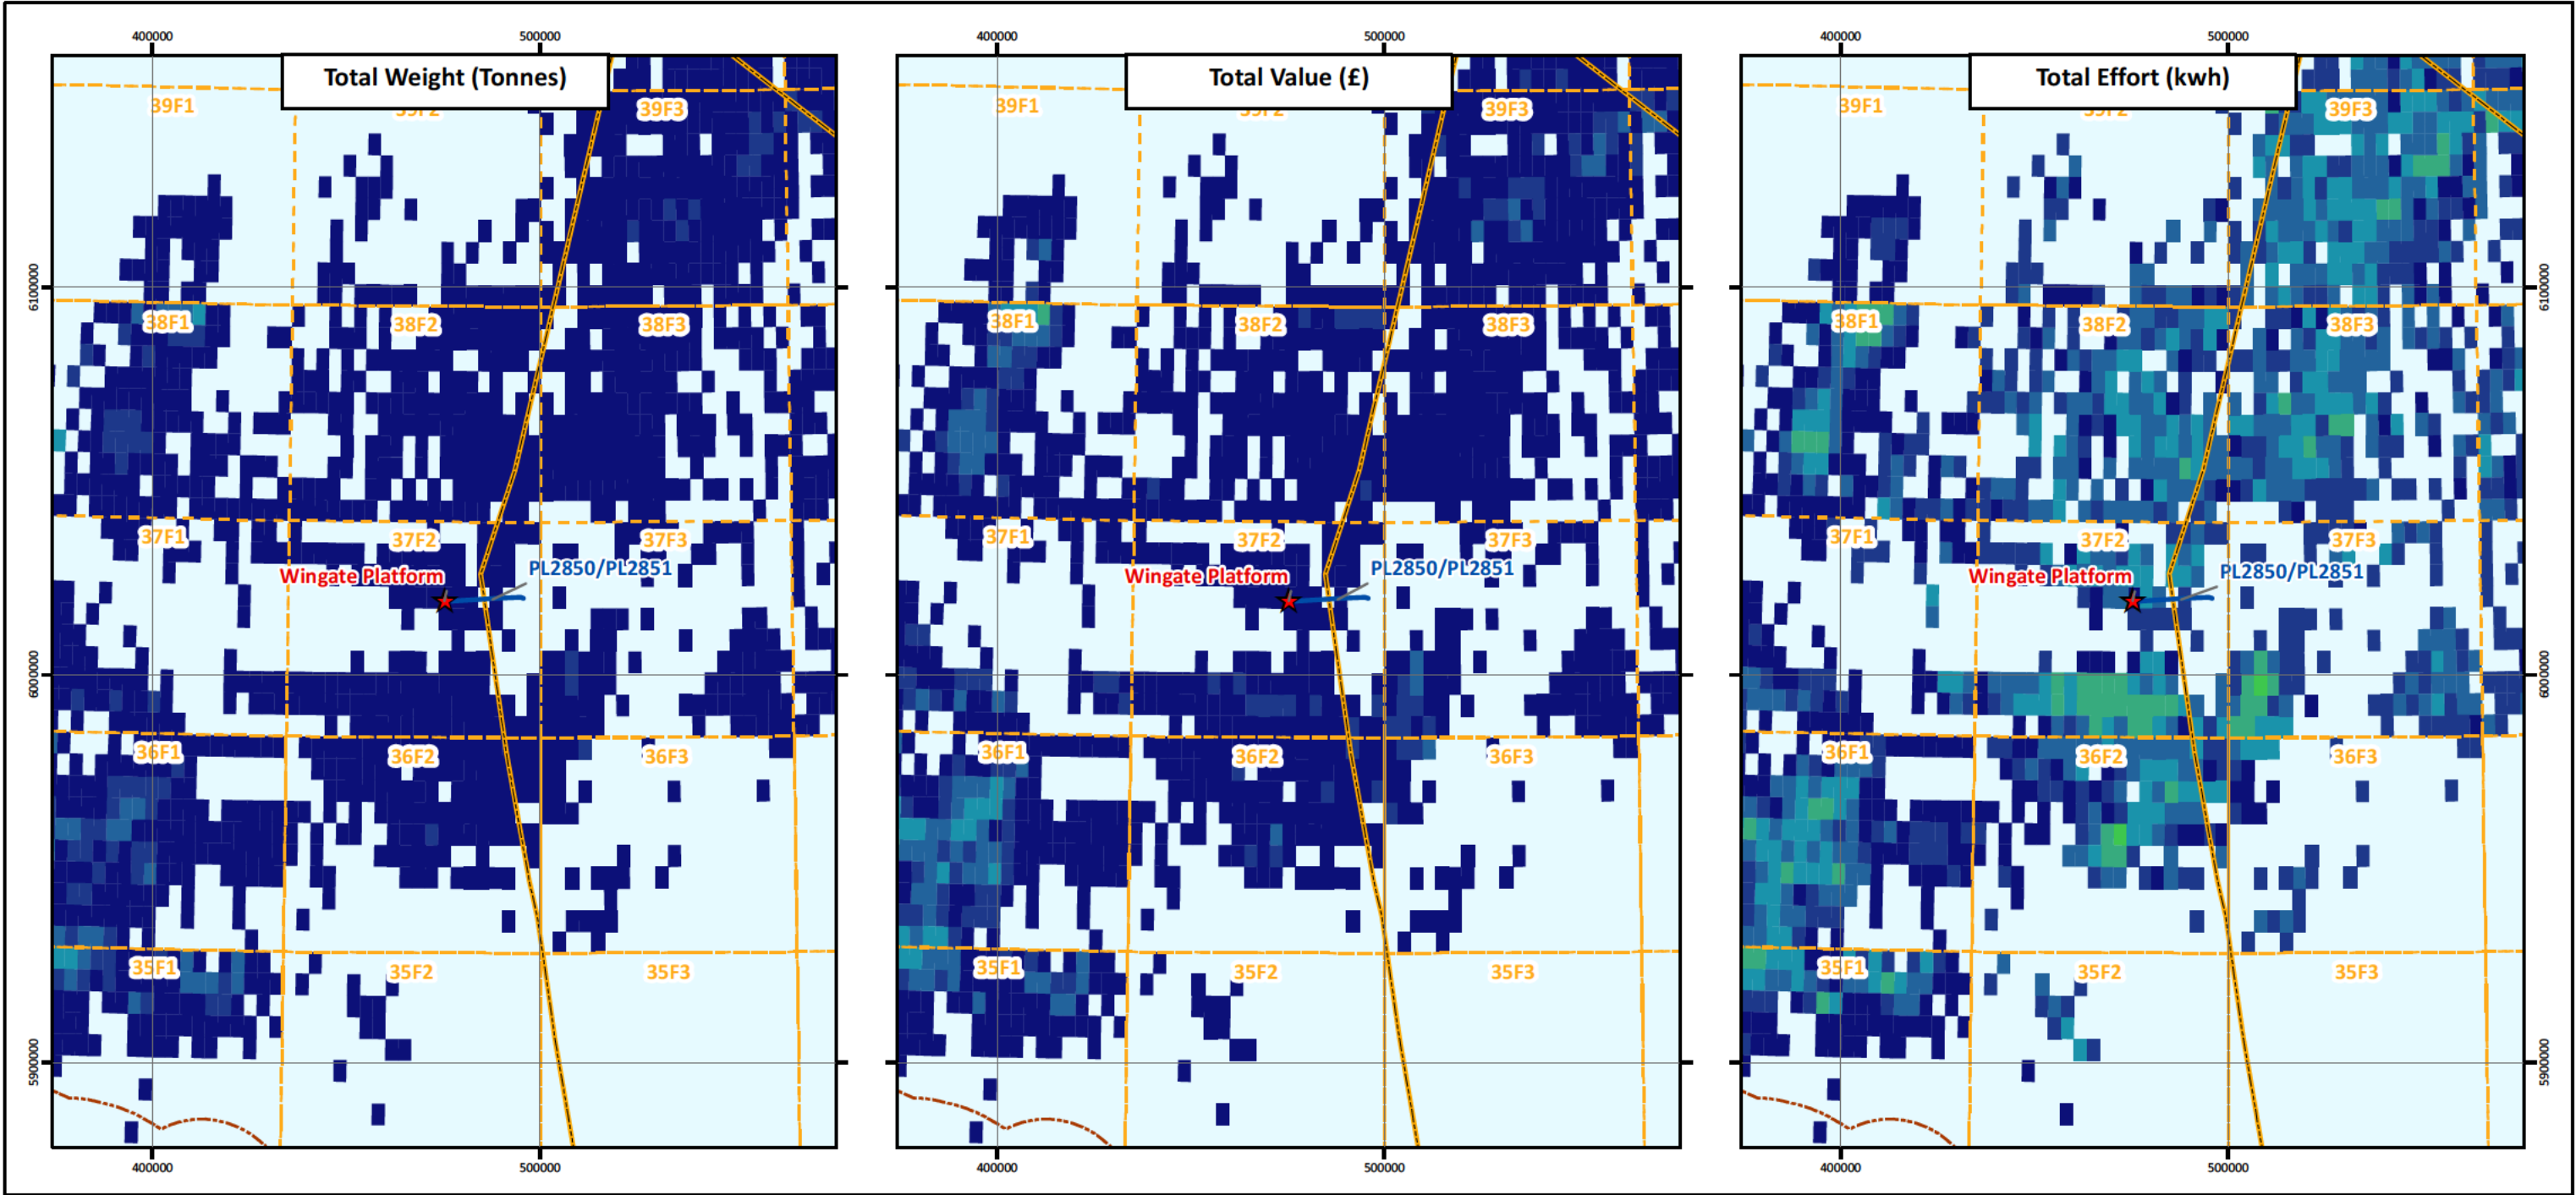 400000 500000 400000 500000 400000 500000
Total Weight (Tonnes) Total Value (£) Total Effort (kwh)
39F1 39F2 39F3 39F1 39F2 39F3 39F1 39F2 39F3
6100000 6100000
38F1 38F2 38F3 38F1 38F2 38F3 38F1 38F2 38F3
37F1 37F2 37F3 37F1 37F2 37F3 37F1 37F2 37F3
Wingate Platform PL2850/PL2851 Wingate Platform PL2850/PL2851 Wingate Platform PL2850/PL2851
6000000 6000000
36F1 36F2 36F3 36F1 36F2 36F3 36F1 36F2 36F3
35F1 35F2 35F3 35F1 35F2 35F3 35F1 35F2 35F3
5900000 5900000
400000 500000 400000 500000 400000 500000